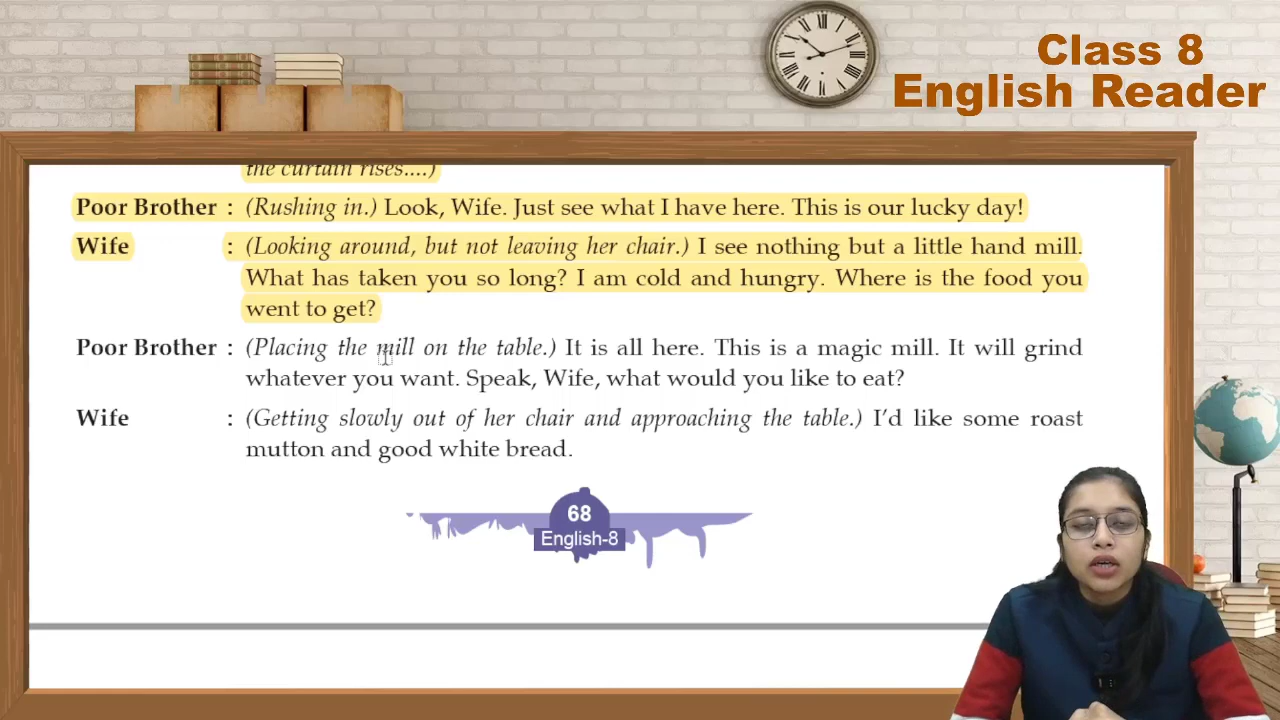 Class 8
English Reader
the curtain rises....)
Poor Brother : (Rushing in.) Look, Wife. Just see what I have here. This is our lucky day!
Wife : (Looking around, but not leaving her chair.) I see nothing but a little hand mill.
What has taken you so long? I am cold and hungry. Where is the food you
went to get?
Poor Brother : (Placing the mill on the table.) It is all here. This is a magic mill. It will grind
whatever you want. Speak, Wife, what would you like to eat?
Wife : (Getting slowly out of her chair and approaching the table.) I'd like some roast
mutton and good white bread.
68
English-8